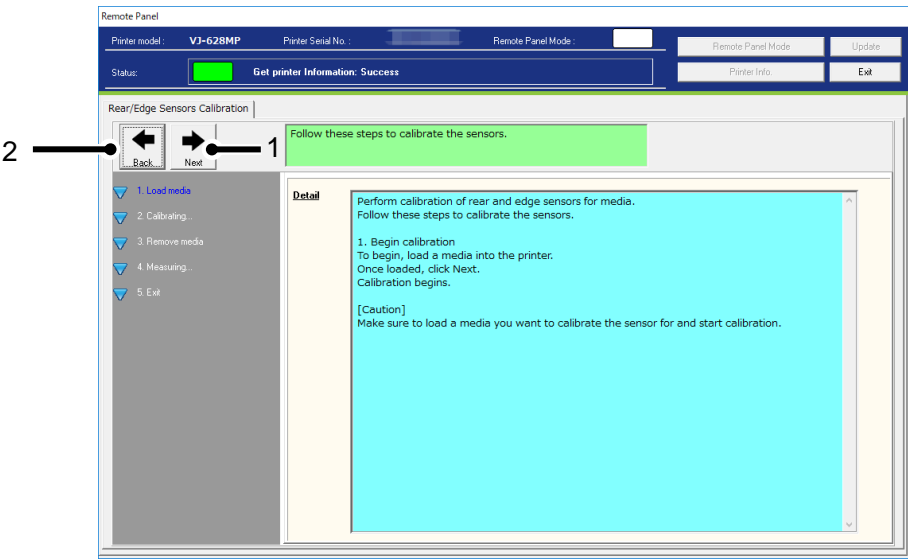 Remote Panel
Printer model : VJ-628MP Printer Serial No. : Remote Panel Mode :
Remote Panel Mode Update
Status: Get printer Information: Success
Printer Info. Exit
Rear/Edge Sensors Calibration
2
Back
Next
1
Follow these steps to calibrate the sensors.
1. Load media
2. Calibrating...
3. Remove media
4. Measuring...
5. Exit
Detail
Perform calibration of rear and edge sensors for media.
Follow these steps to calibrate the sensors.
1. Begin calibration
To begin, load a media into the printer.
Once loaded, click Next.
Calibration begins.
[Caution]
Make sure to load a media you want to calibrate the sensor for and start calibration.